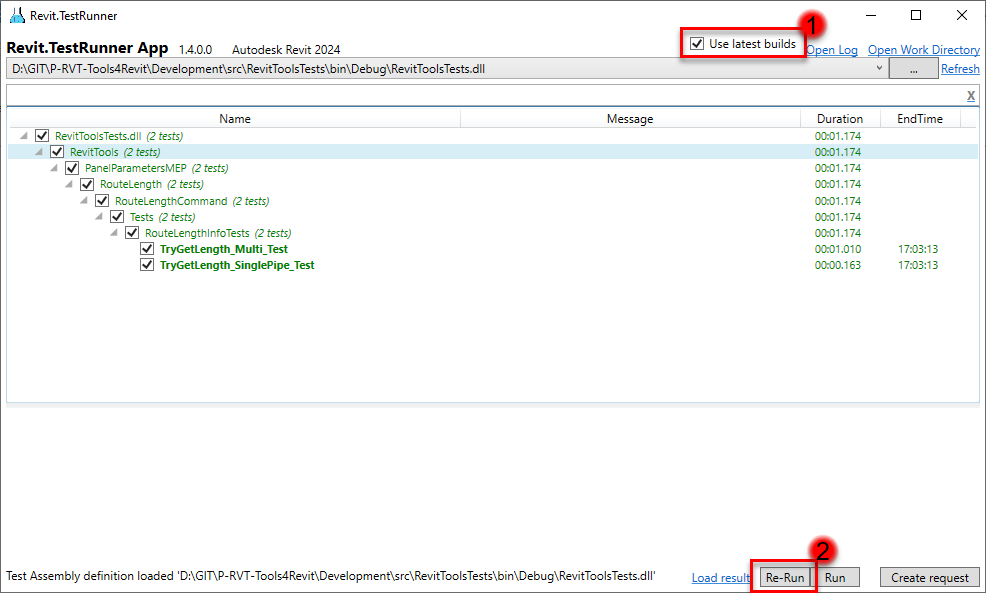 Revit.TestRunner
1
Revit.TestRunner App 1.4.0.0 Autodesk Revit 2024 Use latest builds Open Log Open Work Directory
D:\GIT\P-RVT-Tools4Revit\Development\src\RevitToolsTests\bin\Debug\RevitToolsTests.dll ... Refresh
X
Name Message Duration EndTime
RevitToolsTests.dll (2 tests) 00:01.174
RevitTools (2 tests) 00:01.174
PanelParametersMEP (2 tests) 00:01.174
RouteLength (2 tests) 00:01.174
RouteLengthCommand (2 tests) 00:01.174
Tests (2 tests) 00:01.174
RouteLengthInfoTests (2 tests) 00:01.174
TryGetLength_Multi_Test 00:01.010 17:03:13
TryGetLength_SinglePipe_Test 00:00.163 17:03:13
2
Test Assembly definition loaded 'D:\GIT\P-RVT-Tools4Revit\Development\src\RevitToolsTests\bin\Debug\RevitToolsTests.dll' Load result Re-Run Run Create request